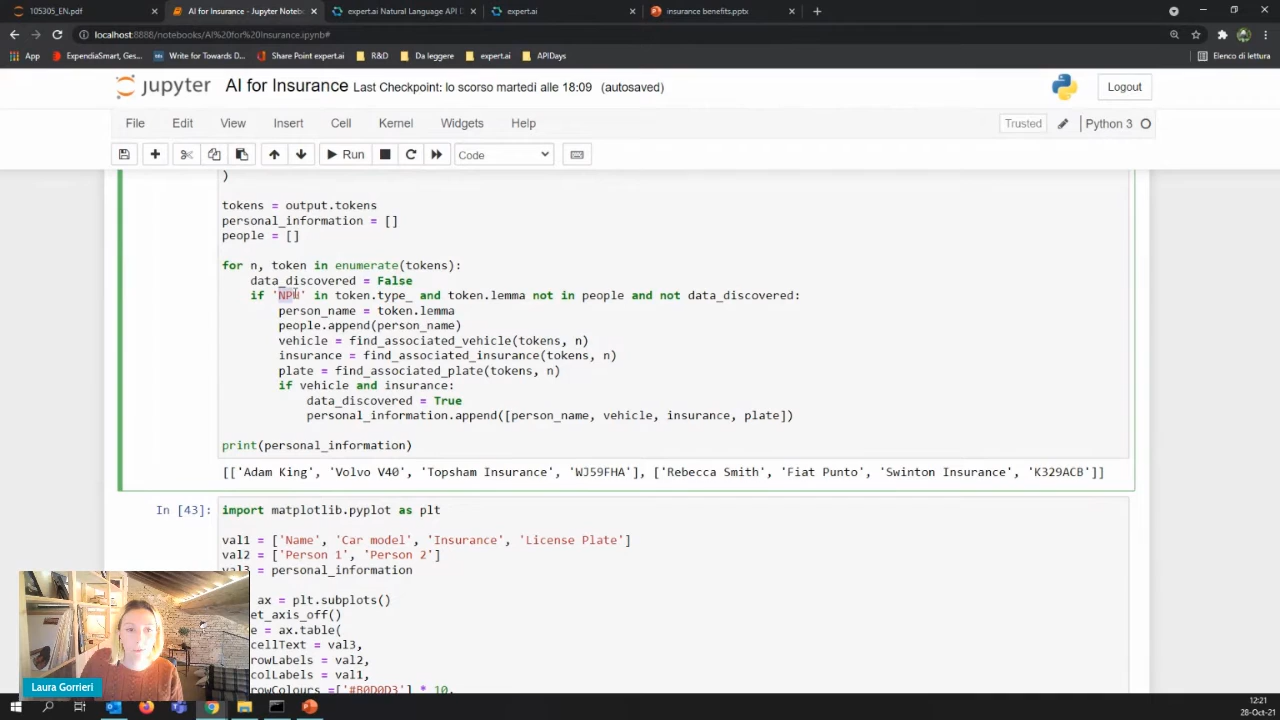 105305_EN.pdf
AI for Insurance - Jupyter Notebo
expert.ai Natural Language API D
expert.ai
insurance benefits.pptx
localhost:8888/notebooks/AI%20for%20Insurance.ipynb#
App
ExpendiaSmart, Ges...
Write for Towards D...
Share Point expert.ai
R&D
Da leggere
expert.ai
APIDays
Elenco di lettura
jupyter AI for Insurance Last Checkpoint: lo scorso martedì alle 18:09 (autosaved)
Logout
File Edit View Insert Cell Kernel Widgets Help
Trusted
Python 3
Run
Code
)
tokens = output.tokens
personal_information = []
people = []
for n, token in enumerate(tokens):
data_discovered = False
if 'NPH' in token.type_ and token.lemma not in people and not data_discovered:
person_name = token.lemma
people.append(person_name)
vehicle = find_associated_vehicle(tokens, n)
insurance = find_associated_insurance(tokens, n)
plate = find_associated_plate(tokens, n)
if vehicle and insurance:
data_discovered = True
personal_information.append([person_name, vehicle, insurance, plate])
print(personal_information)
[['Adam King', 'Volvo V40', 'Topsham Insurance', 'WJ59FHA'], ['Rebecca Smith', 'Fiat Punto', 'Swinton Insurance', 'K329ACB']]
In [43]:
import matplotlib.pyplot as plt
val1 = ['Name', 'Car model', 'Insurance', 'License Plate']
val2 = ['Person 1', 'Person 2']
val3 = personal_information
ax = plt.subplots()
et_axis_off()
e = ax.table(
cellText = val3,
rowLabels = val2,
colLabels = val1,
rowColours =['#B0D0D3'] * 10,
Laura Gorrieri
12:21
28-Oct-21